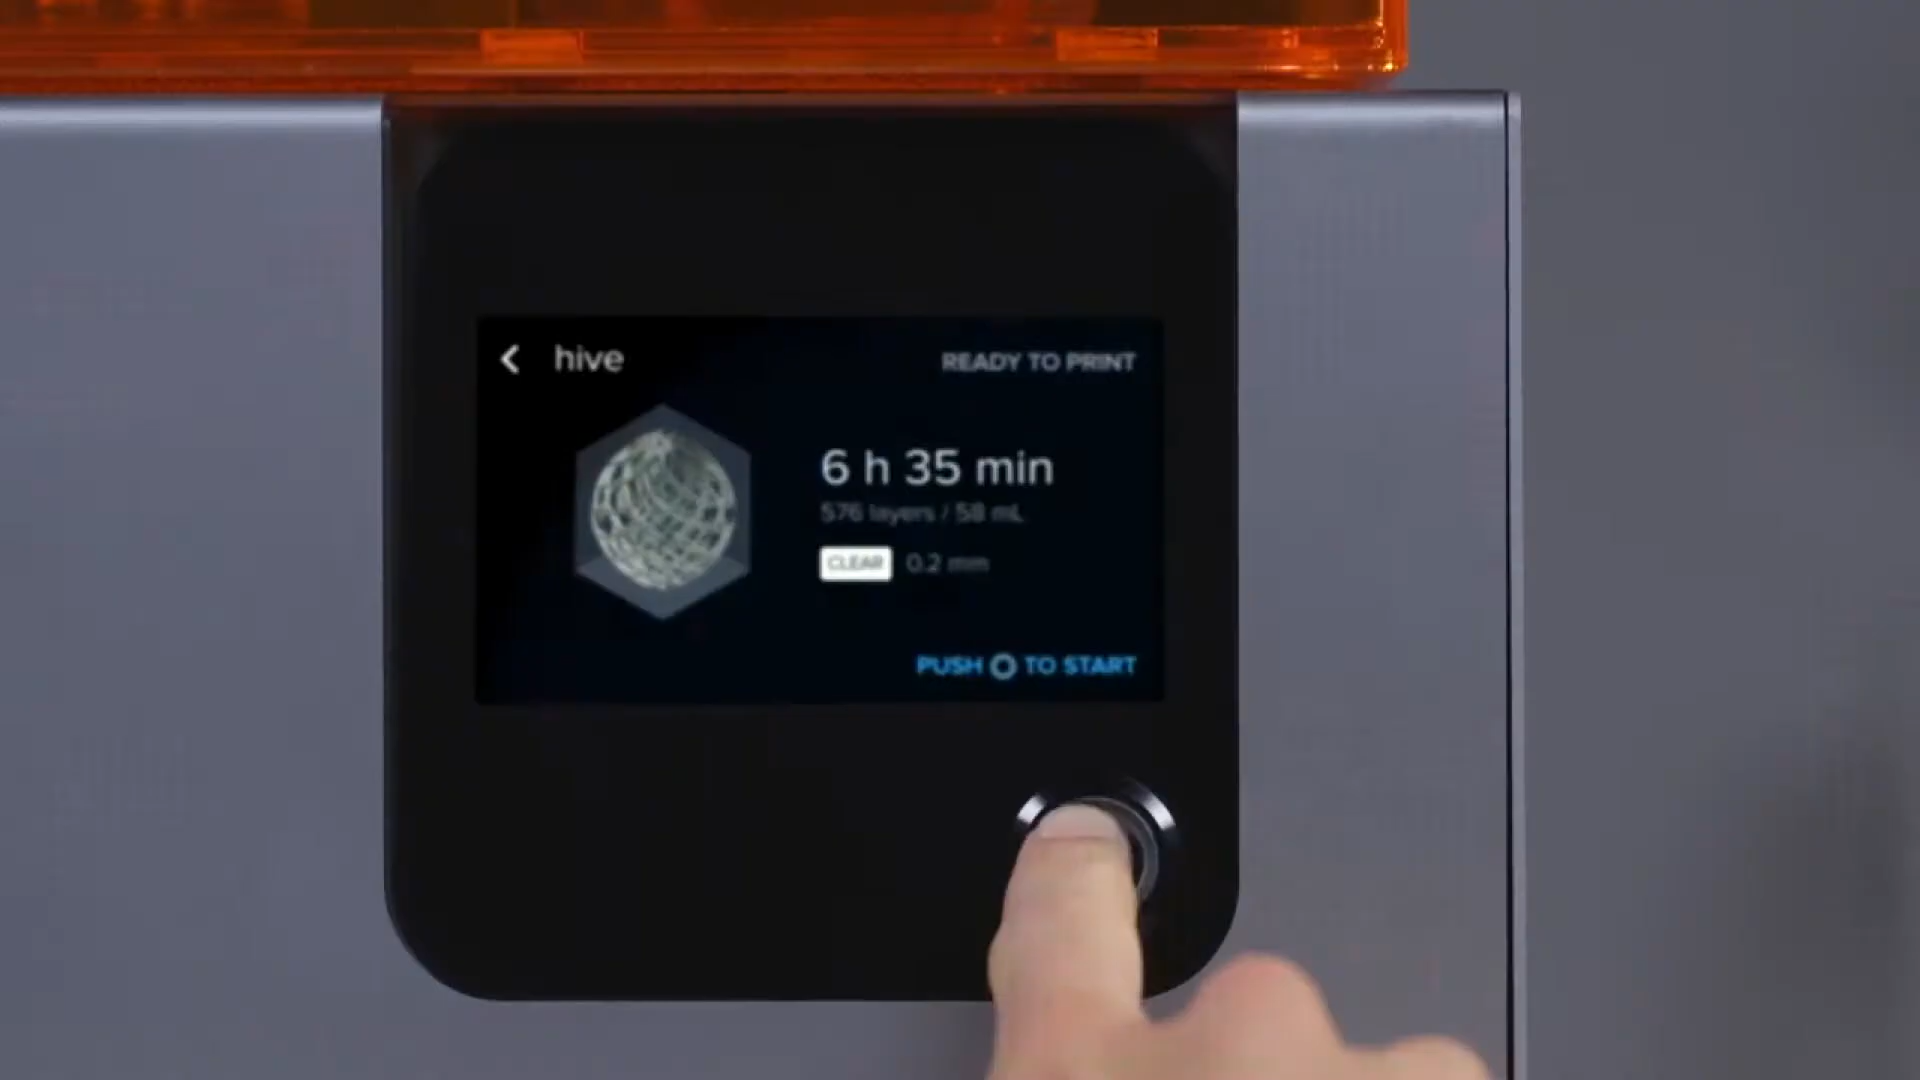 hive
READY TO PRINT
6 h 35 min
576 layers / 58 mL
CLEAR 0.2 mm
PUSH TO START